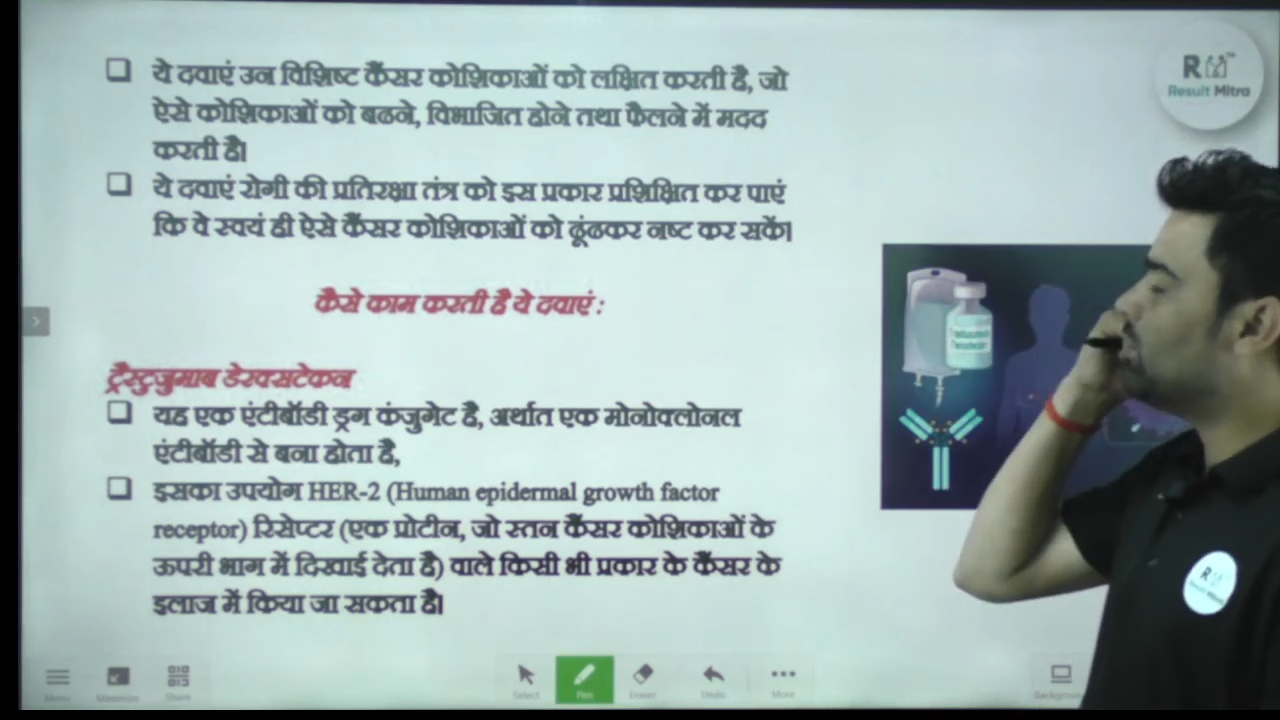 R
Result Mitra
ये दवाएं उन विशिष्ट कैंसर कोशिकाओं को लक्षित करती है, जो
ऐसे कोशिकाओं को बढने, विभाजित होने तथा फैलने में मदद
करती है।
ये दवाएं रोगी की प्रतिरक्षा तंत्र को इस प्रकार प्रशिक्षित कर पाएं
कि वे स्वयं ही ऐसे कैंसर कोशिकाओं को ढूंढकर नष्ट कर सकें।
कैसे काम करती है ये दवाएं :
ट्रैस्टुजुमाब डेरक्सटेकन
यह एक एंटीबॉडी ड्रग कंजुगेट है, अर्थात एक मोनोक्लोनल
एंटीबॉडी से बना होता है,
इसका उपयोग HER-2 (Human epidermal growth factor
receptor) रिसेप्टर (एक प्रोटीन, जो स्तन कैंसर कोशिकाओं के
ऊपरी भाग में दिखाई देता है) वाले किसी भी प्रकार के कैंसर के
इलाज में किया जा सकता है।
Menu Minimize Share Select Pen Eraser Undo More